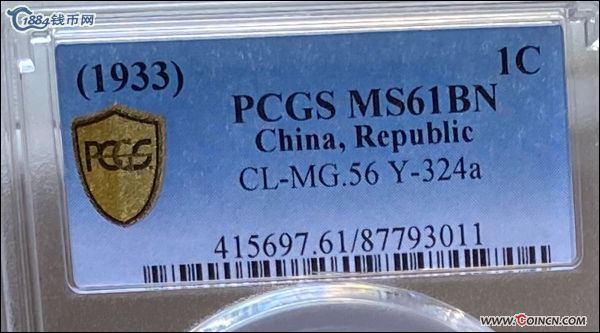 1884钱币网
(1933) 1C
PCGS MS61BN
China, Republic
PCGS
CL-MG.56 Y-324a
415697.61/87793011
www.COINCN.com